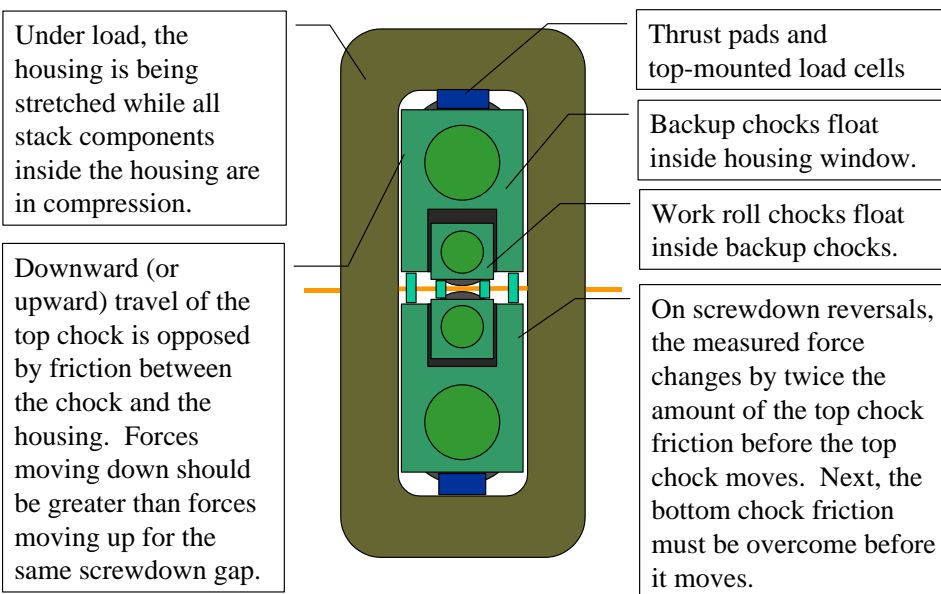 Under load, the
housing is being
stretched while all
stack components
inside the housing are
in compression.
Downward (or
upward) travel of the
top chock is opposed
by friction between
the chock and the
housing.  Forces
moving down should
be greater than forces
moving up for the
same screwdown gap.
Thrust pads and
top-mounted load cells
Backup chocks float
inside housing window.
Work roll chocks float
inside backup chocks.
On screwdown reversals,
the measured force
changes by twice the
amount of the top chock
friction before the top
chock moves.  Next, the
bottom chock friction
must be overcome before
it moves.